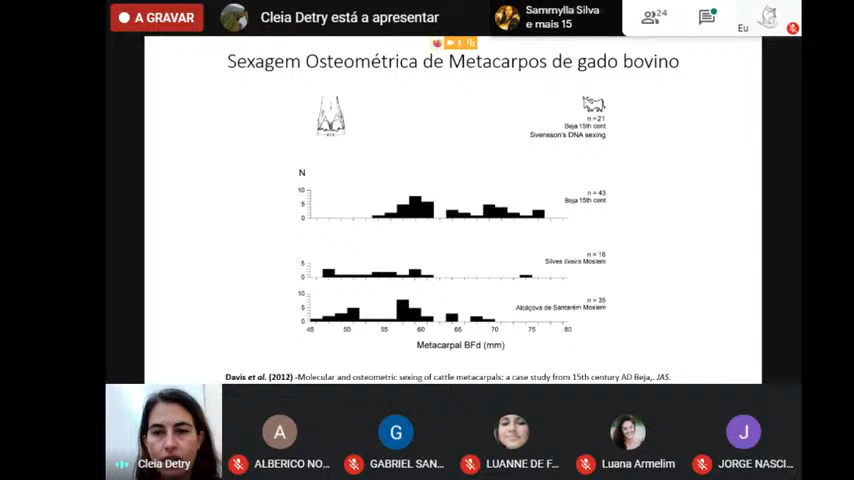 A GRAVAR
Cleia Detry está a apresentar
Sammylla Silva
e mais 15
24
Eu
Sexagem Osteométrica de Metacarpos de gado bovino
n = 21
Beja 15th cent
Svensson's DNA sexing
N
10
5
0
n = 43
Beja 15th cent
5
0
n = 16
Silves lixeira Moslem
10
5
0
n = 35
Alcáçova de Santarém Moslem
45 50 55 60 65 70 75 80
Metacarpal BFd (mm)
Davis et al. (2012) -Molecular and osteometric sexing of cattle metacarpals: a case study from 15th century AD Beja,. JAS.
Cleia Detry
A
ALBERICO NO...
G
GABRIEL SAN...
LUANNE DE F...
Luana Armelim
J
JORGE NASCI...